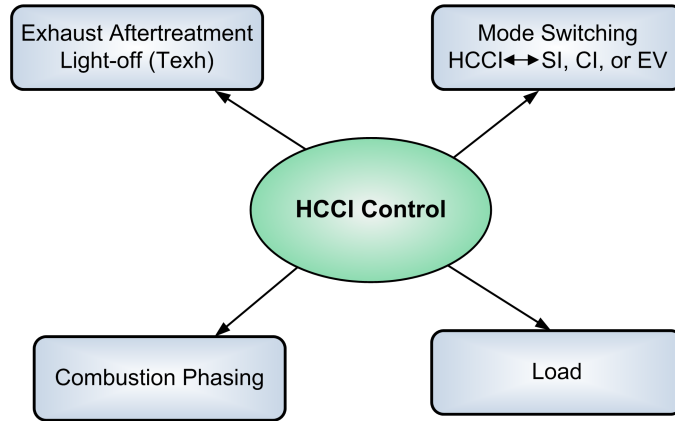 Exhaust Aftertreatment
Light-off (Texh)
Mode Switching
HCCI↔SI, CI, or EV
HCCI Control
Combustion Phasing
Load